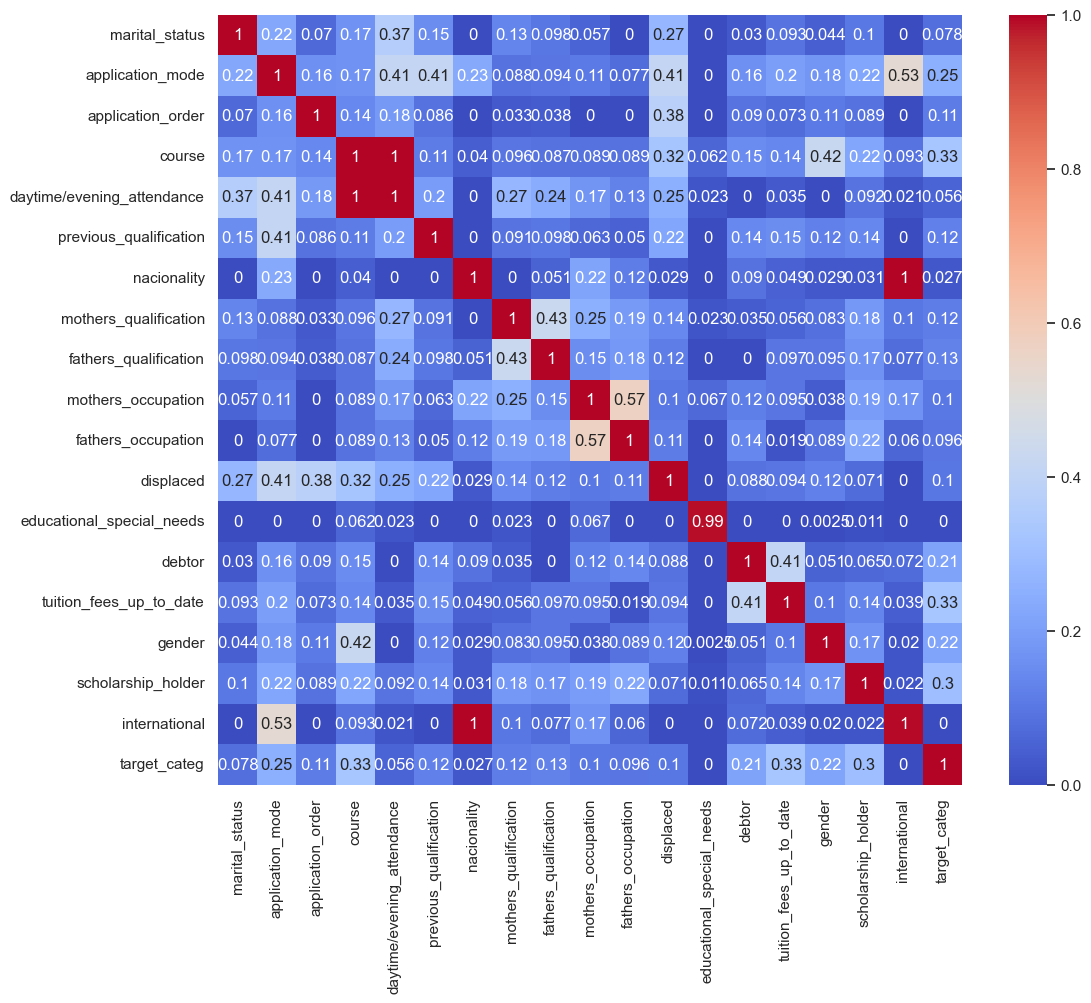 marital_status 1 0.22 0.07 0.17 0.37 0.15 0 0.13 0.098 0.057 0 0.27 0 0.03 0.093 0.044 0.1 0 0.078
application_mode 0.22 1 0.16 0.17 0.41 0.41 0.23 0.088 0.094 0.11 0.077 0.41 0 0.16 0.2 0.18 0.22 0.53 0.25
application_order 0.07 0.16 1 0.14 0.18 0.086 0 0.033 0.038 0 0 0.38 0 0.09 0.073 0.11 0.089 0 0.11
course 0.17 0.17 0.14 1 1 0.11 0.04 0.096 0.087 0.089 0.089 0.32 0.062 0.15 0.14 0.42 0.22 0.093 0.33
daytime/evening_attendance 0.37 0.41 0.18 1 1 0.2 0 0.27 0.24 0.17 0.13 0.25 0.023 0 0.035 0 0.092 0.021 0.056
previous_qualification 0.15 0.41 0.086 0.11 0.2 1 0 0.091 0.098 0.063 0.05 0.22 0 0.14 0.15 0.12 0.14 0 0.12
nacionality 0 0.23 0 0.04 0 0 1 0 0.051 0.22 0.12 0.029 0 0.09 0.049 0.029 0.031 1 0.027
mothers_qualification 0.13 0.088 0.033 0.096 0.27 0.091 0 1 0.43 0.25 0.19 0.14 0.023 0.035 0.056 0.083 0.18 0.1 0.12
fathers_qualification 0.098 0.094 0.038 0.087 0.24 0.098 0.051 0.43 1 0.15 0.18 0.12 0 0 0.097 0.095 0.17 0.077 0.13
mothers_occupation 0.057 0.11 0 0.089 0.17 0.063 0.22 0.25 0.15 1 0.57 0.1 0.067 0.12 0.095 0.038 0.19 0.17 0.1
fathers_occupation 0 0.077 0 0.089 0.13 0.05 0.12 0.19 0.18 0.57 1 0.11 0 0.14 0.019 0.089 0.22 0.06 0.096
displaced 0.27 0.41 0.38 0.32 0.25 0.22 0.029 0.14 0.12 0.1 0.11 1 0 0.088 0.094 0.12 0.071 0 0.1
educational_special_needs 0 0 0 0.062 0.023 0 0 0.023 0 0.067 0 0 0.99 0 0 0.0025 0.011 0 0
debtor 0.03 0.16 0.09 0.15 0 0.14 0.09 0.035 0 0.12 0.14 0.088 0 1 0.41 0.051 0.065 0.072 0.21
tuition_fees_up_to_date 0.093 0.2 0.073 0.14 0.035 0.15 0.049 0.056 0.097 0.095 0.019 0.094 0 0.41 1 0.1 0.14 0.039 0.33
gender 0.044 0.18 0.11 0.42 0 0.12 0.029 0.083 0.095 0.038 0.089 0.12 0.0025 0.051 0.1 1 0.17 0.02 0.22
scholarship_holder 0.1 0.22 0.089 0.22 0.092 0.14 0.031 0.18 0.17 0.19 0.22 0.071 0.011 0.065 0.14 0.17 1 0.022 0.3
international 0 0.53 0 0.093 0.021 0 1 0.1 0.077 0.17 0.06 0 0 0.072 0.039 0.02 0.022 1 0
target_categ 0.078 0.25 0.11 0.33 0.056 0.12 0.027 0.12 0.13 0.1 0.096 0.1 0 0.21 0.33 0.22 0.3 0 1
marital_status
application_mode
application_order
course
daytime/evening_attendance
previous_qualification
nacionality
mothers_qualification
fathers_qualification
mothers_occupation
fathers_occupation
displaced
educational_special_needs
debtor
tuition_fees_up_to_date
gender
scholarship_holder
international
target_categ
1.0
0.8
0.6
0.4
0.2
0.0